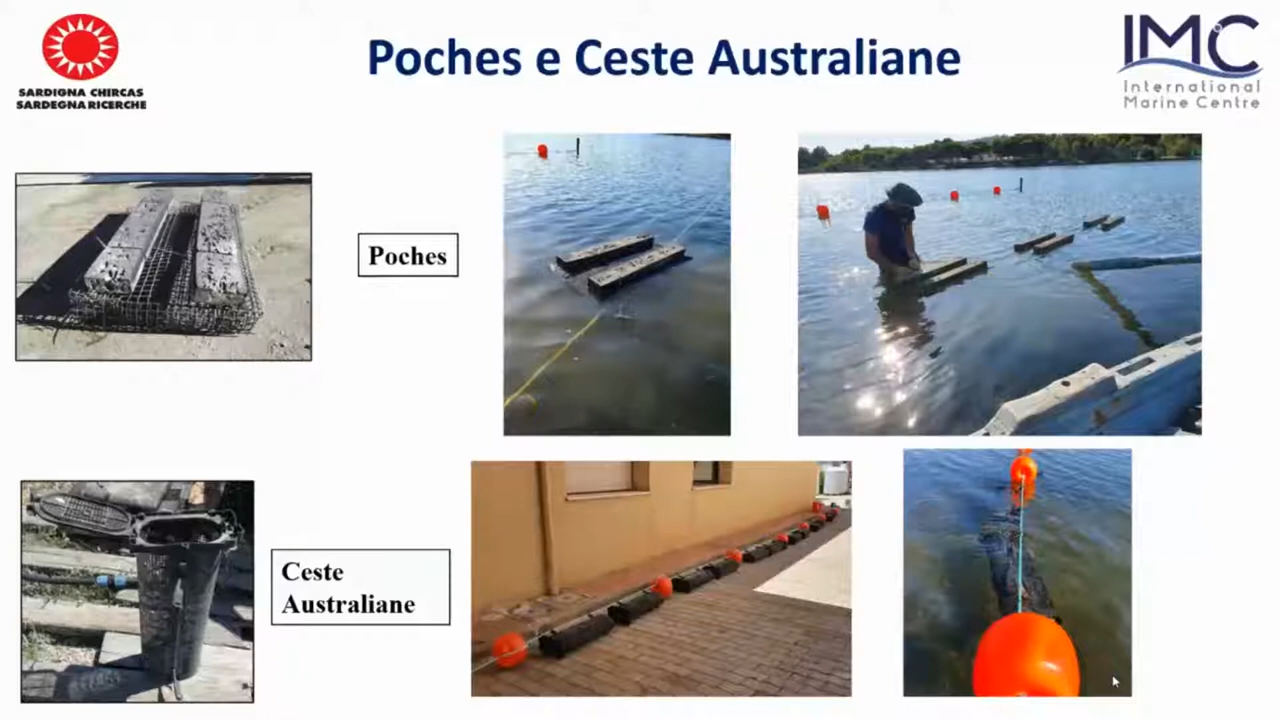 Poches e Ceste Australiane
SARDIGNA CHIRCAS
SARDEGNA RICERCHE
IMC
International
Marine Centre
Poches
Ceste
Australiane